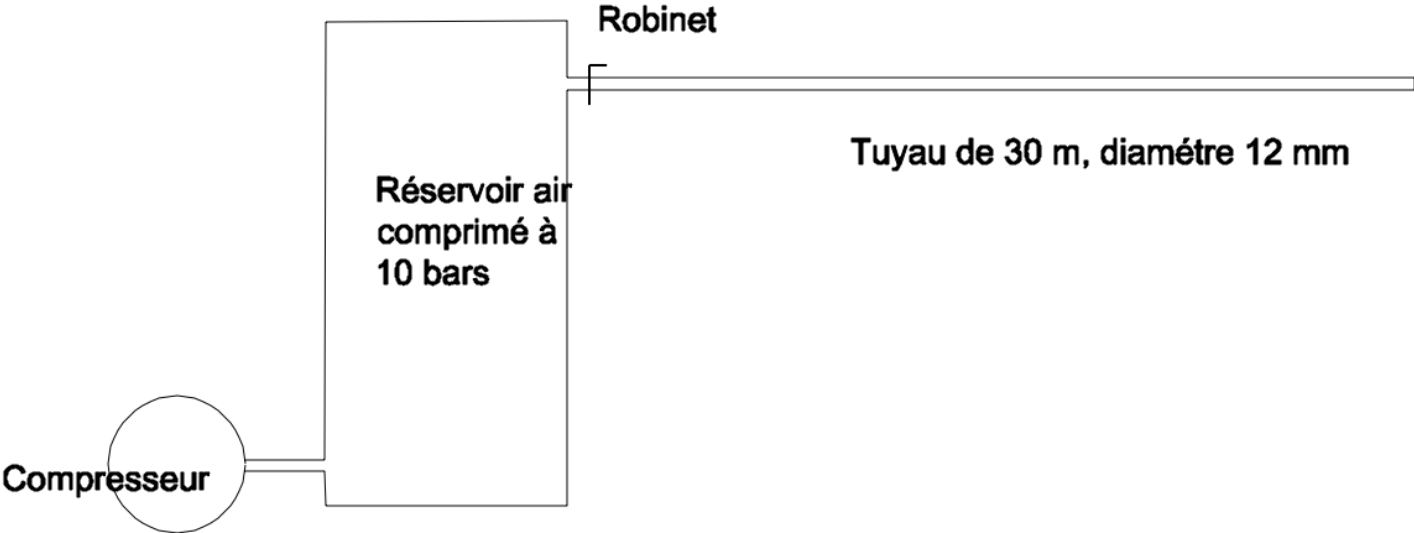 Robinet
Tuyau de 30 m, diamétre 12 mm
Réservoir air
comprimé à
10 bars
Compresseur